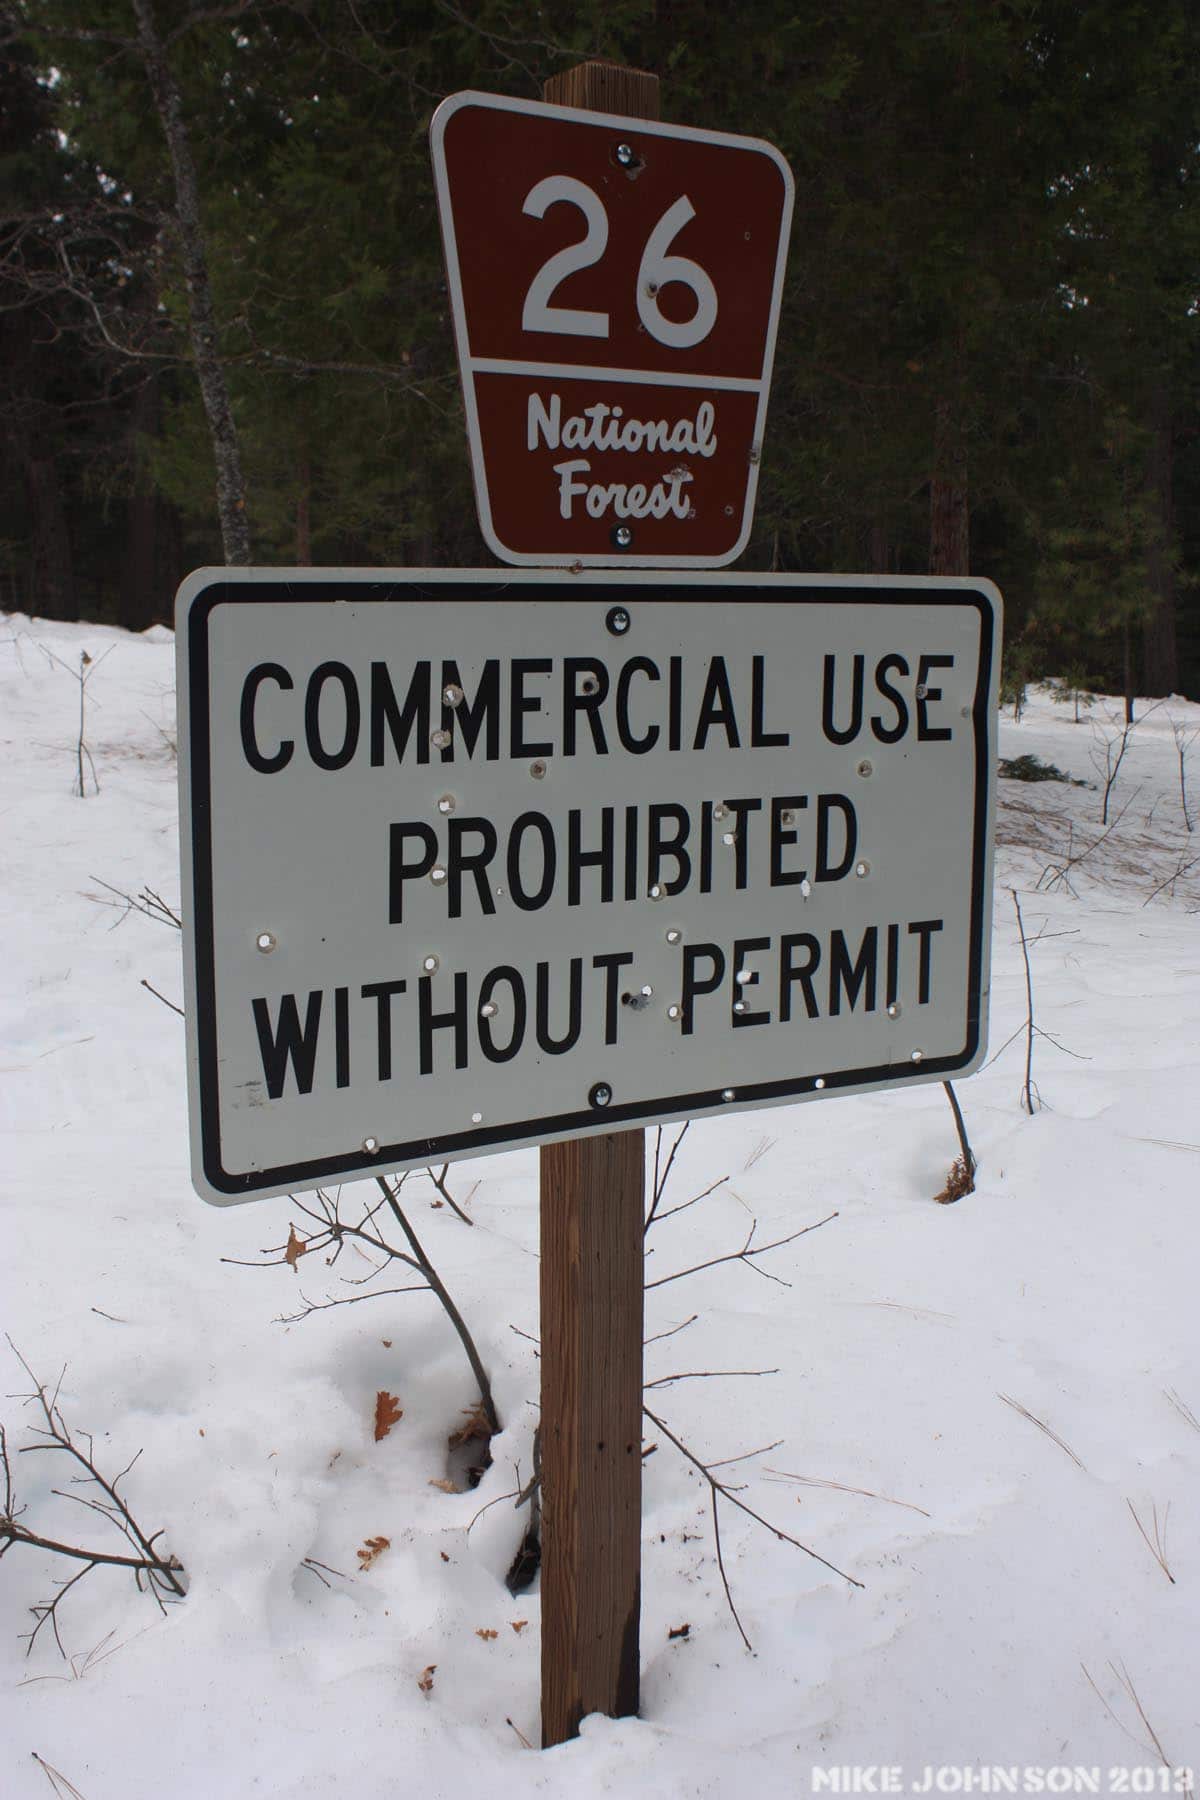 26
National
Forest
COMMERCIAL USE
PROHIBITED
WITHOUT PERMIT
MIKE JOHNSON 2013